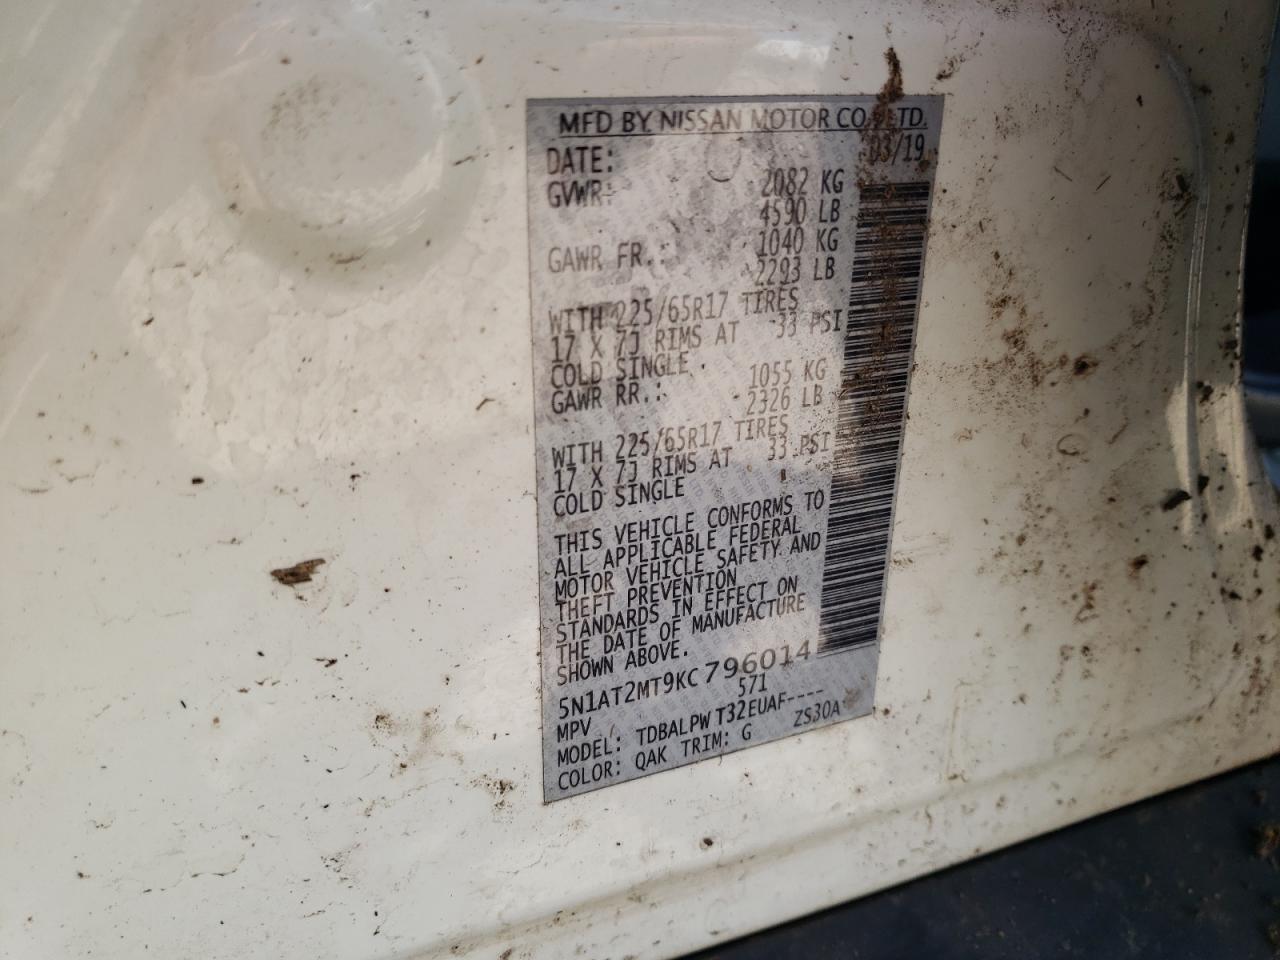 MFD BY NISSAN MOTOR CO., LTD.
DATE: 03/19
GVWR: 2082 KG
4590 LB
GAWR FR.: 1040 KG
2293 LB
WITH 225/65R17 TIRES
17 X 7J RIMS AT 33 PSI
COLD SINGLE
GAWR RR.: 1055 KG
2326 LB
WITH 225/65R17 TIRES
17 X 7J RIMS AT 33 PSI
COLD SINGLE
THIS VEHICLE CONFORMS TO
ALL APPLICABLE FEDERAL
MOTOR VEHICLE SAFETY AND
THEFT PREVENTION
STANDARDS IN EFFECT ON
THE DATE OF MANUFACTURE
SHOWN ABOVE.
5N1AT2MT9KC796014
MPV 571
MODEL: TDBALPW T32EUAF----
COLOR: QAK TRIM: G ZS30A